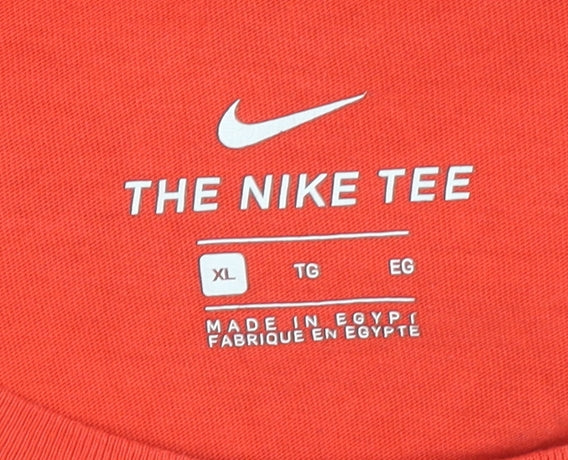 THE NIKE TEE
XL TG EG
MADE IN EGYPT
FABRIQUE EN EGYPTE